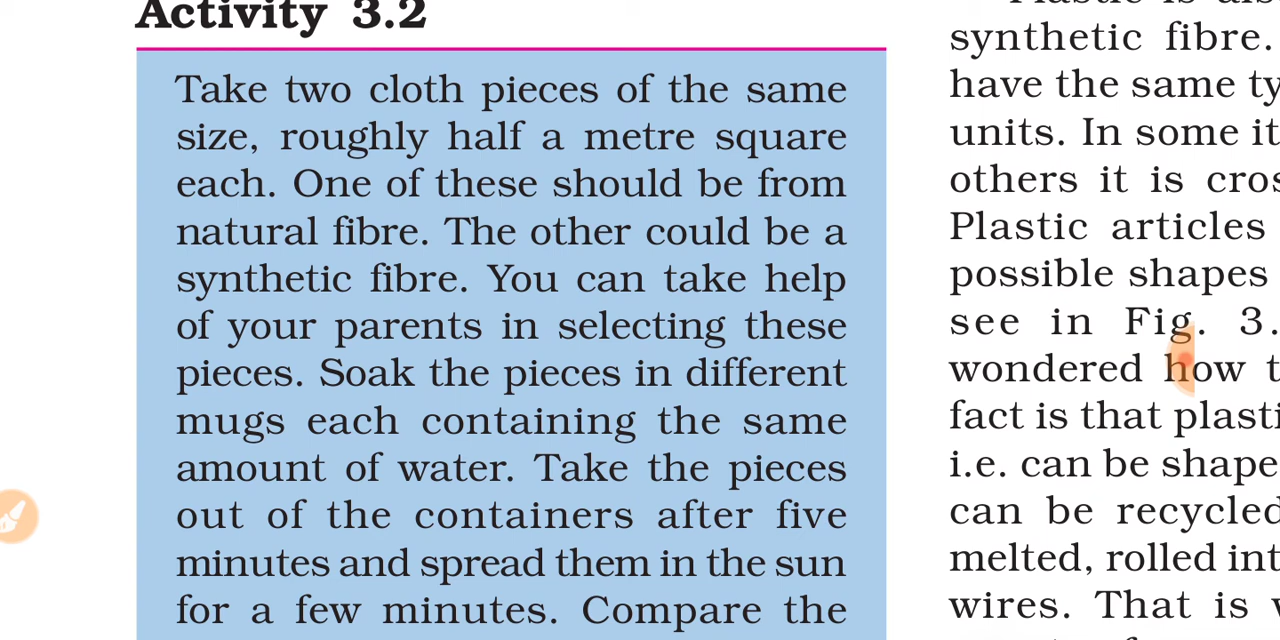 Activity 3.2
Take two cloth pieces of the same
size, roughly half a metre square
each. One of these should be from
natural fibre. The other could be a
synthetic fibre. You can take help
of your parents in selecting these
pieces. Soak the pieces in different
mugs each containing the same
amount of water. Take the pieces
out of the containers after five
minutes and spread them in the sun
for a few minutes. Compare the
synthetic fibre.
have the same
units. In some it
others it is
Plastic articles
possible shapes
see in Fig. 3.
wondered how
fact is that
i.e. can be
can be recycled
melted, rolled
wires. That is